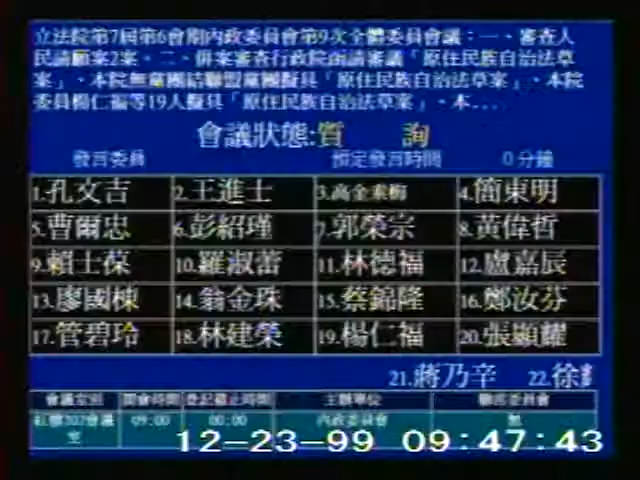 立法院第7屆第6會期內政委員會第9次全體委員會議：一、審查人
民請願案2案。二、併案審查行政院函請審議「原住民族自治法草
案」、本院無黨團結聯盟黨團擬具「原住民族自治法草案」、本院
委員楊仁福等19人擬具「原住民族自治法草案」、本...
會議狀態:質 詢
發言委員 預定發言時間 0分鐘
1.孔文吉 2.王進士 3.高金素梅 4.簡東明
5.曹爾忠 6.彭紹瑾 7.郭榮宗 8.黃偉哲
9.賴士葆 10.羅淑蕾 11.林德福 12.盧嘉辰
13.廖國棟 14.翁金珠 15.蔡錦隆 16.鄭汝芬
17.管碧玲 18.林建榮 19.楊仁福 20.張顯耀
21.蔣乃辛 22.徐
會議室別 開會時間 登記截止時間 主辦單位
紅樓202會議 09:00 00:00 內政委員會 無
室
12-23-99 09:47:43